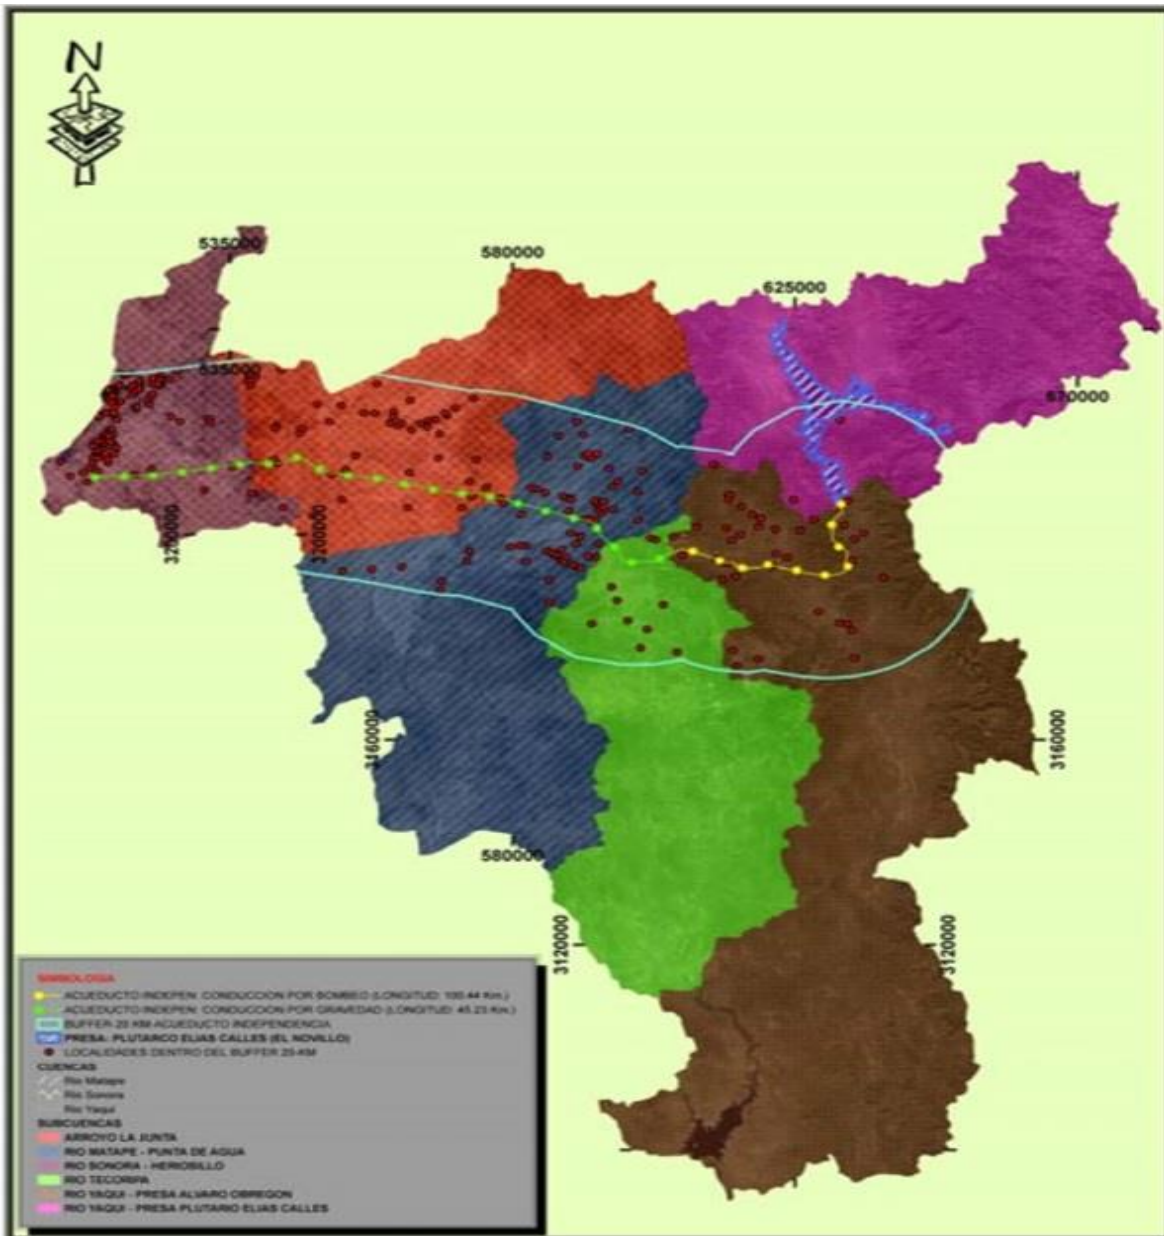 N
535000
580000
625000
535000
670000
3200000
3200000
3160000
3160000
580000
3120000
3120000
SIMBOLOGIA
ACUEDUCTO INDEPEN: CONDUCCION POR BOMBEO (LONGITUD: 100.44 Km.)
ACUEDUCTO INDEPEN: CONDUCCION POR GRAVEDAD (LONGITUD: 45.23 Km.)
BUFFER-20 KM ACUEDUCTO INDEPENDENCIA
PRESA: PLUTARCO ELIAS CALLES (EL NOVILLO)
LOCALIDADES DENTRO DEL BUFFER 20-KM
CUENCAS
Rio Matape
Rio Sonora
Rio Yaqui
SUBCUENCAS
ARROYO LA JUNTA
RIO MATAPE - PUNTA DE AGUA
RIO SONORA - HERIOSILLO
RIO TECORIPA
RIO YAQUI - PRESA ALVARO OBREGON
RIO YAQUI - PRESA PLUTARIO ELIAS CALLES